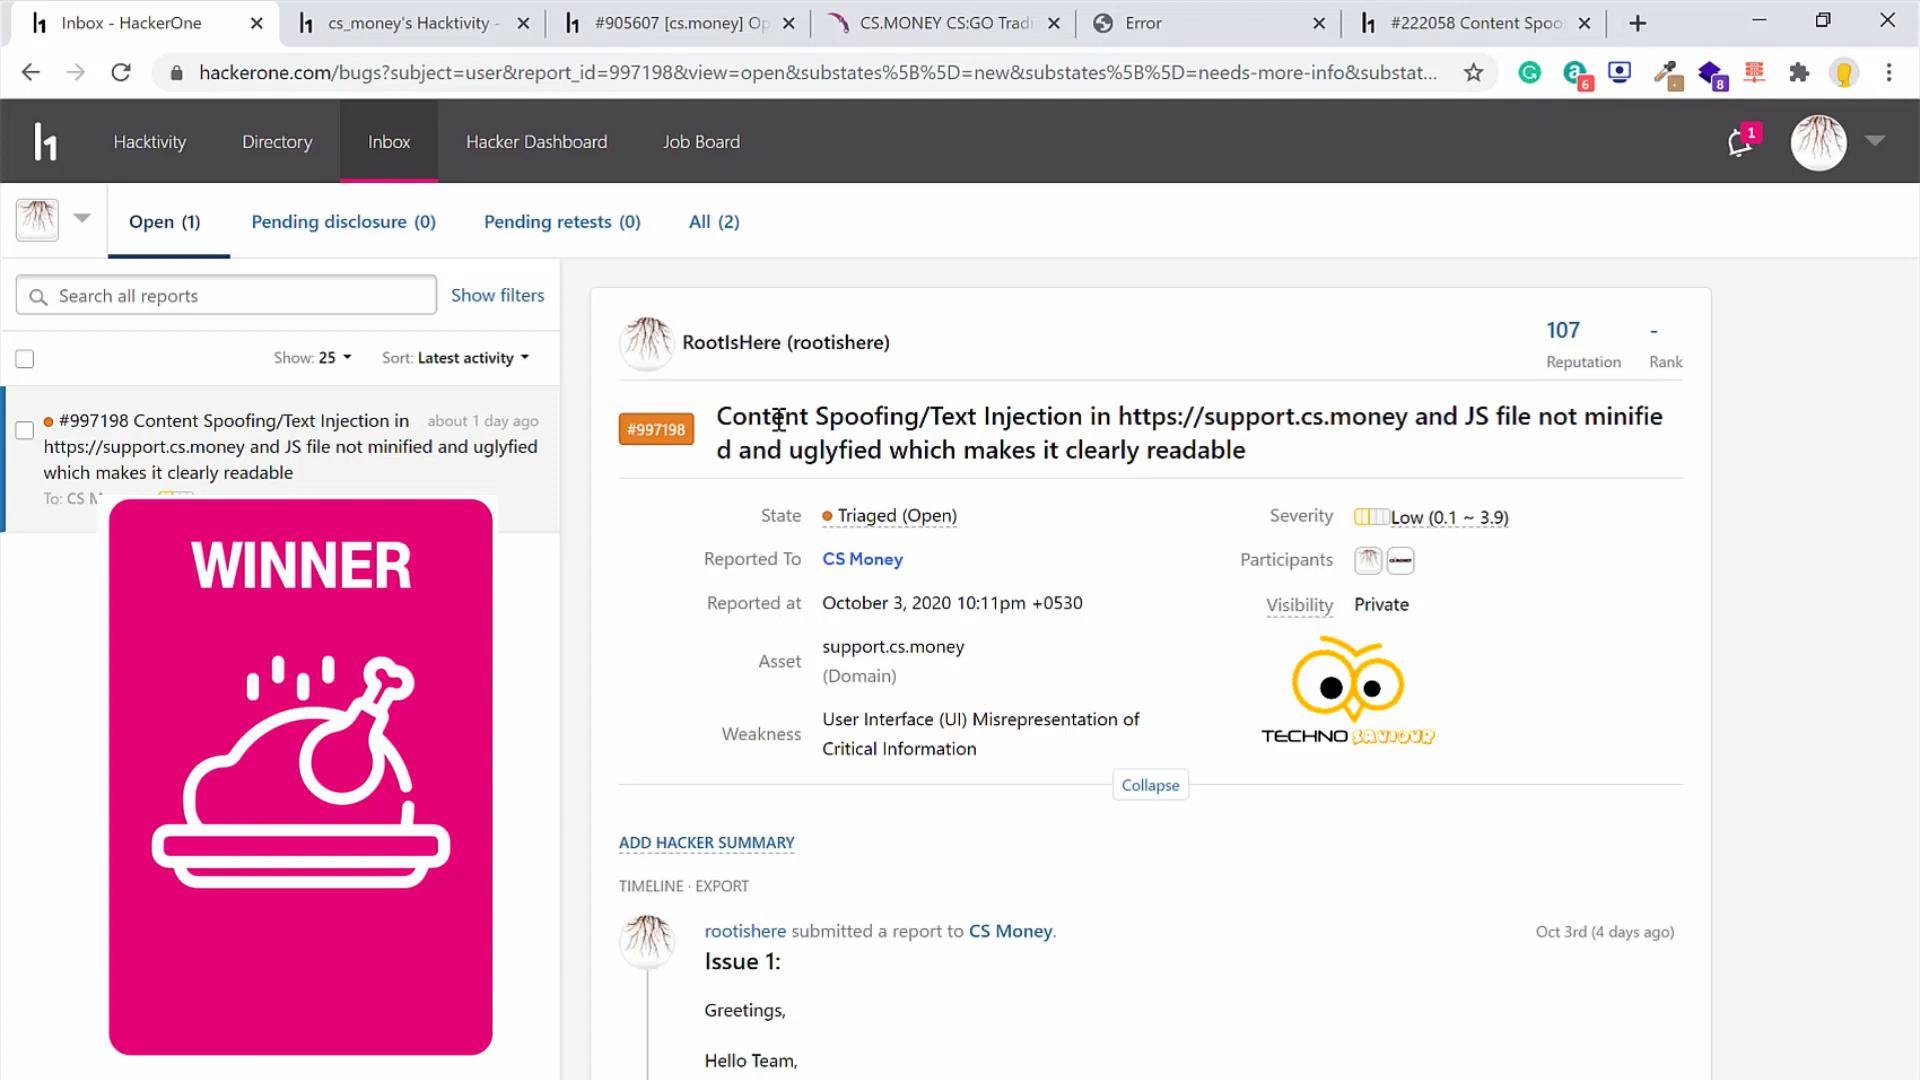 Inbox - HackerOne
cs_money's Hacktivity -
#905607 [cs.money] Op
CS.MONEY CS:GO Tradi
Error
#222058 Content Spoo
hackerone.com/bugs?subject=user&report_id=997198&view=open&substates%5B%5D=new&substates%5B%5D=needs-more-info&substat...
6
8
h1
Hacktivity
Directory
Inbox
Hacker Dashboard
Job Board
1
Open (1)
Pending disclosure (0)
Pending retests (0)
All (2)
Search all reports
Show filters
Show: 25
Sort: Latest activity
#997198 Content Spoofing/Text Injection in
about 1 day ago
https://support.cs.money and JS file not minified and uglyfied
which makes it clearly readable
To: CS M
WINNER
RootIsHere (rootishere)
107
Reputation
-
Rank
#997198
Content Spoofing/Text Injection in https://support.cs.money and JS file not minifie
d and uglyfied which makes it clearly readable
State
Triaged (Open)
Severity
Low (0.1 ~ 3.9)
Reported To
CS Money
Participants
Reported at
October 3, 2020 10:11pm +0530
Visibility
Private
Asset
support.cs.money
(Domain)
Weakness
User Interface (UI) Misrepresentation of
Critical Information
TECHNO SAVIOUR
Collapse
ADD HACKER SUMMARY
TIMELINE · EXPORT
rootishere submitted a report to CS Money.
Oct 3rd (4 days ago)
Issue 1:
Greetings,
Hello Team,